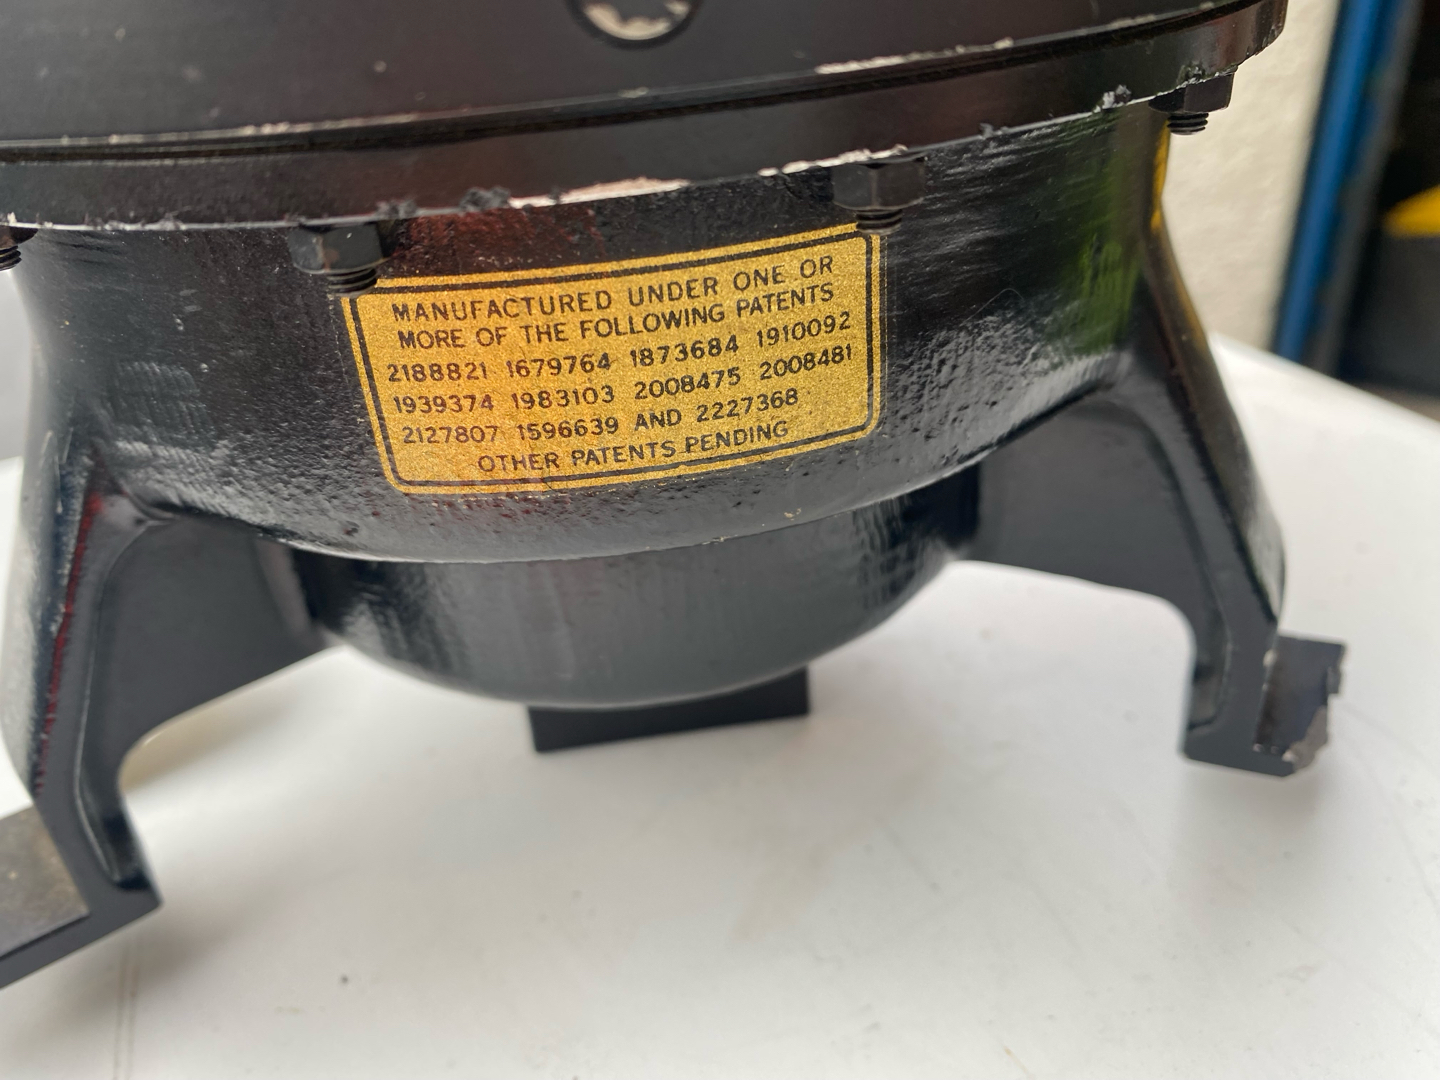 MANUFACTURED UNDER ONE OR
MORE OF THE FOLLOWING PATENTS
2188821 1679764 1873684 1910092
1939374 1983103 2008475 2008481
2127807 1596639 AND 2227368
OTHER PATENTS PENDING